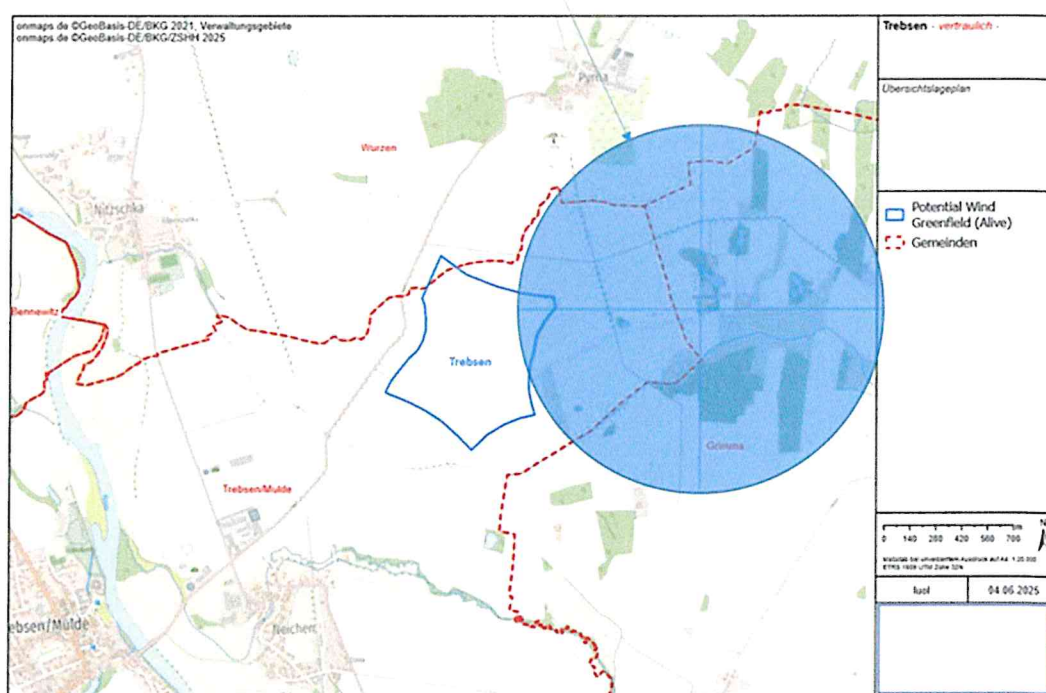 onmaps.de ©GeoBasis-DE/BKG 2021, Verwaltungsgebiete
onmaps.de ©GeoBasis-DE/BKG/ZSHH 2025
Trebsen - vertraulich -
Übersichtslageplan
Pyrna
Wurzen
Nitzschka
Potential Wind
Greenfield (Alive)
Gemeinden
Bennewitz
Trebsen
Grimma
Trebsen/Mulde
N
0 140 280 420 560 700
04.06.2025
ebsen/Mulde
Neichen